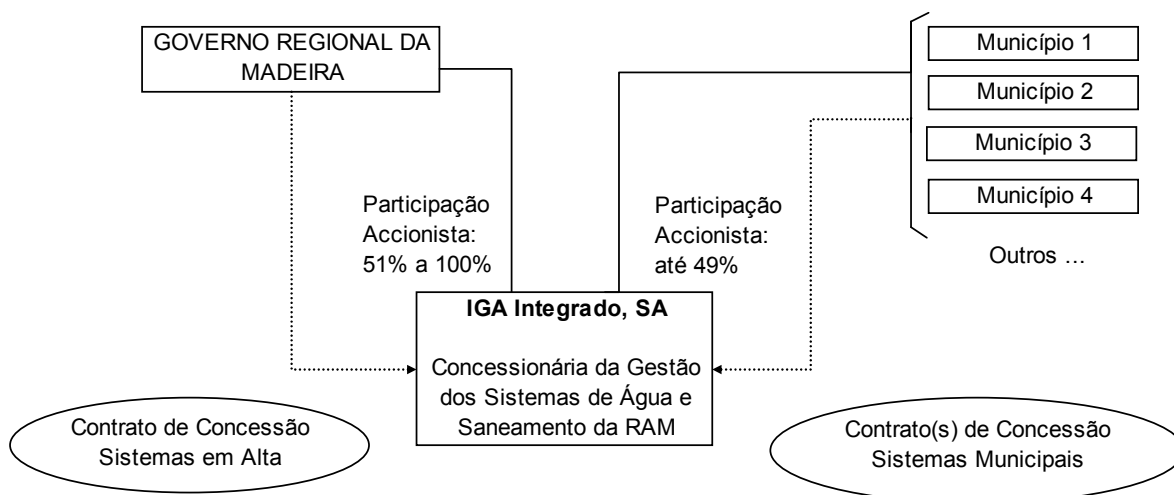 GOVERNO REGIONAL DA
MADEIRA
Município 1
Município 2
Município 3
Município 4
Outros ...
Participação
Accionista:
51% a 100%
Participação
Accionista:
até 49%
IGA Integrado, SA
Concessionária da Gestão
dos Sistemas de Água e
Saneamento da RAM
Contrato de Concessão
Sistemas em Alta
Contrato(s) de Concessão
Sistemas Municipais